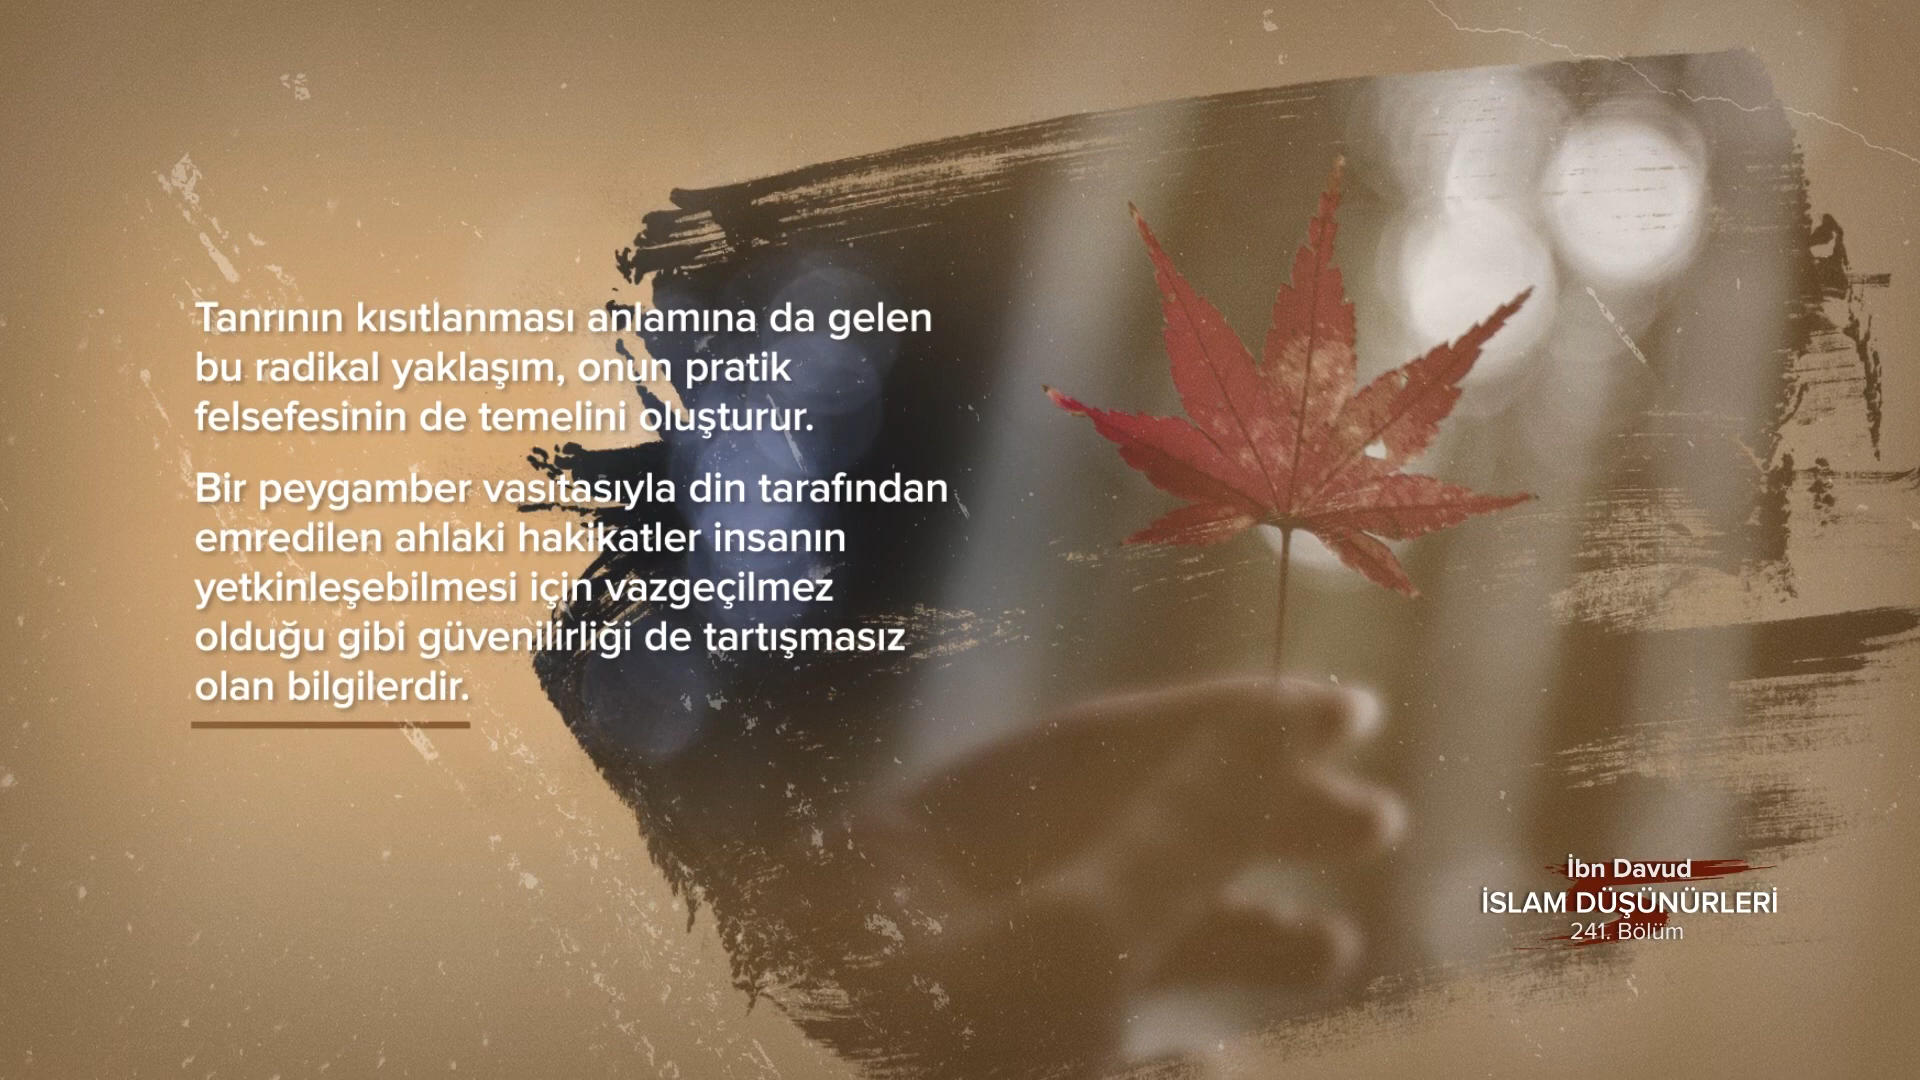 Tanrının kısıtlanması anlamına da gelen
bu radikal yaklaşım, onun pratik
felsefesinin de temelini oluşturur.
Bir peygamber vasıtasıyla din tarafından
emredilen ahlaki hakikatler insanın
yetkinleşebilmesi için vazgeçilmez
olduğu gibi güvenilirliği de tartışmasız
olan bilgilerdir.
İbn Davud
İSLAM DÜŞÜNÜRLERİ
241. Bölüm